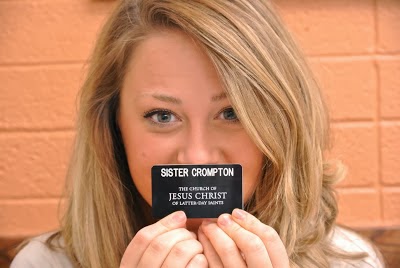 SISTER CROMPTON
THE CHURCH OF
JESUS CHRIST
OF LATTER-DAY SAINTS